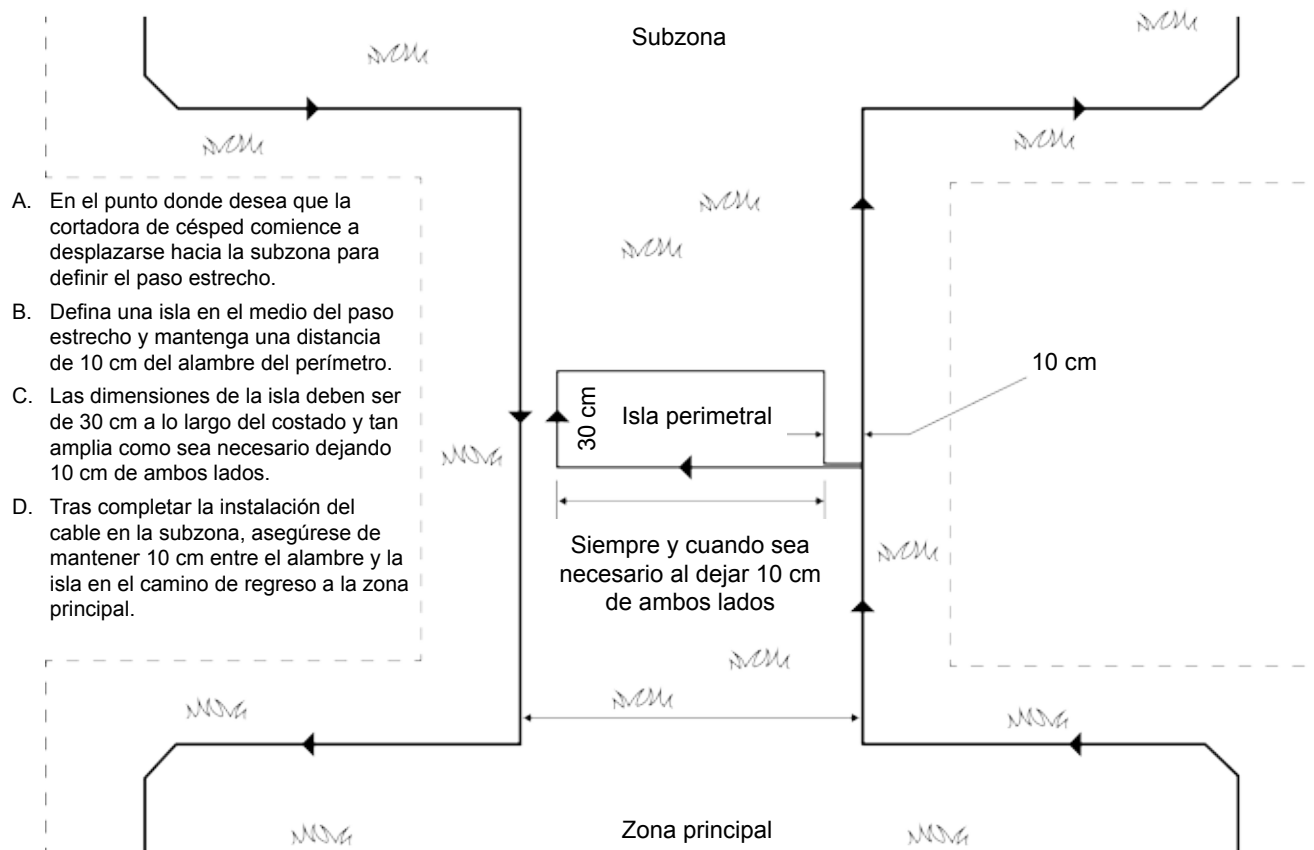 Subzona
A. En el punto donde desea que la
cortadora de césped comience a
desplazarse hacia la subzona para
definir el paso estrecho.
B. Defina una isla en el medio del paso
estrecho y mantenga una distancia
de 10 cm del alambre del perímetro.
C. Las dimensiones de la isla deben ser
de 30 cm a lo largo del costado y tan
amplia como sea necesario dejando
10 cm de ambos lados.
D. Tras completar la instalación del
cable en la subzona, asegúrese de
mantener 10 cm entre el alambre y la
isla en el camino de regreso a la zona
principal.
10 cm
30 cm
Isla perimetral
Siempre y cuando sea
necesario al dejar 10 cm
de ambos lados
Zona principal